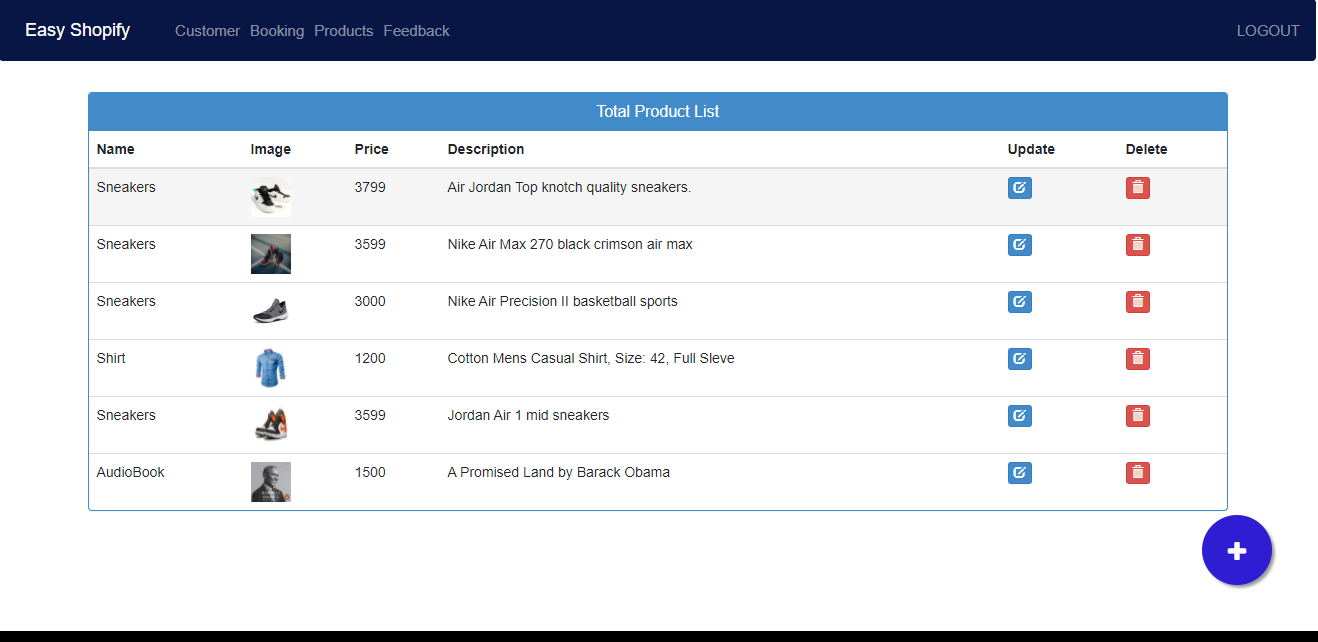 Easy Shopify Customer Booking Products Feedback LOGOUT
Total Product List
Name Image Price Description Update Delete
Sneakers 3799 Air Jordan Top knotch quality sneakers.
Sneakers 3599 Nike Air Max 270 black crimson air max
Sneakers 3000 Nike Air Precision II basketball sports
Shirt 1200 Cotton Mens Casual Shirt, Size: 42, Full Sleve
Sneakers 3599 Jordan Air 1 mid sneakers
AudioBook 1500 A Promised Land by Barack Obama